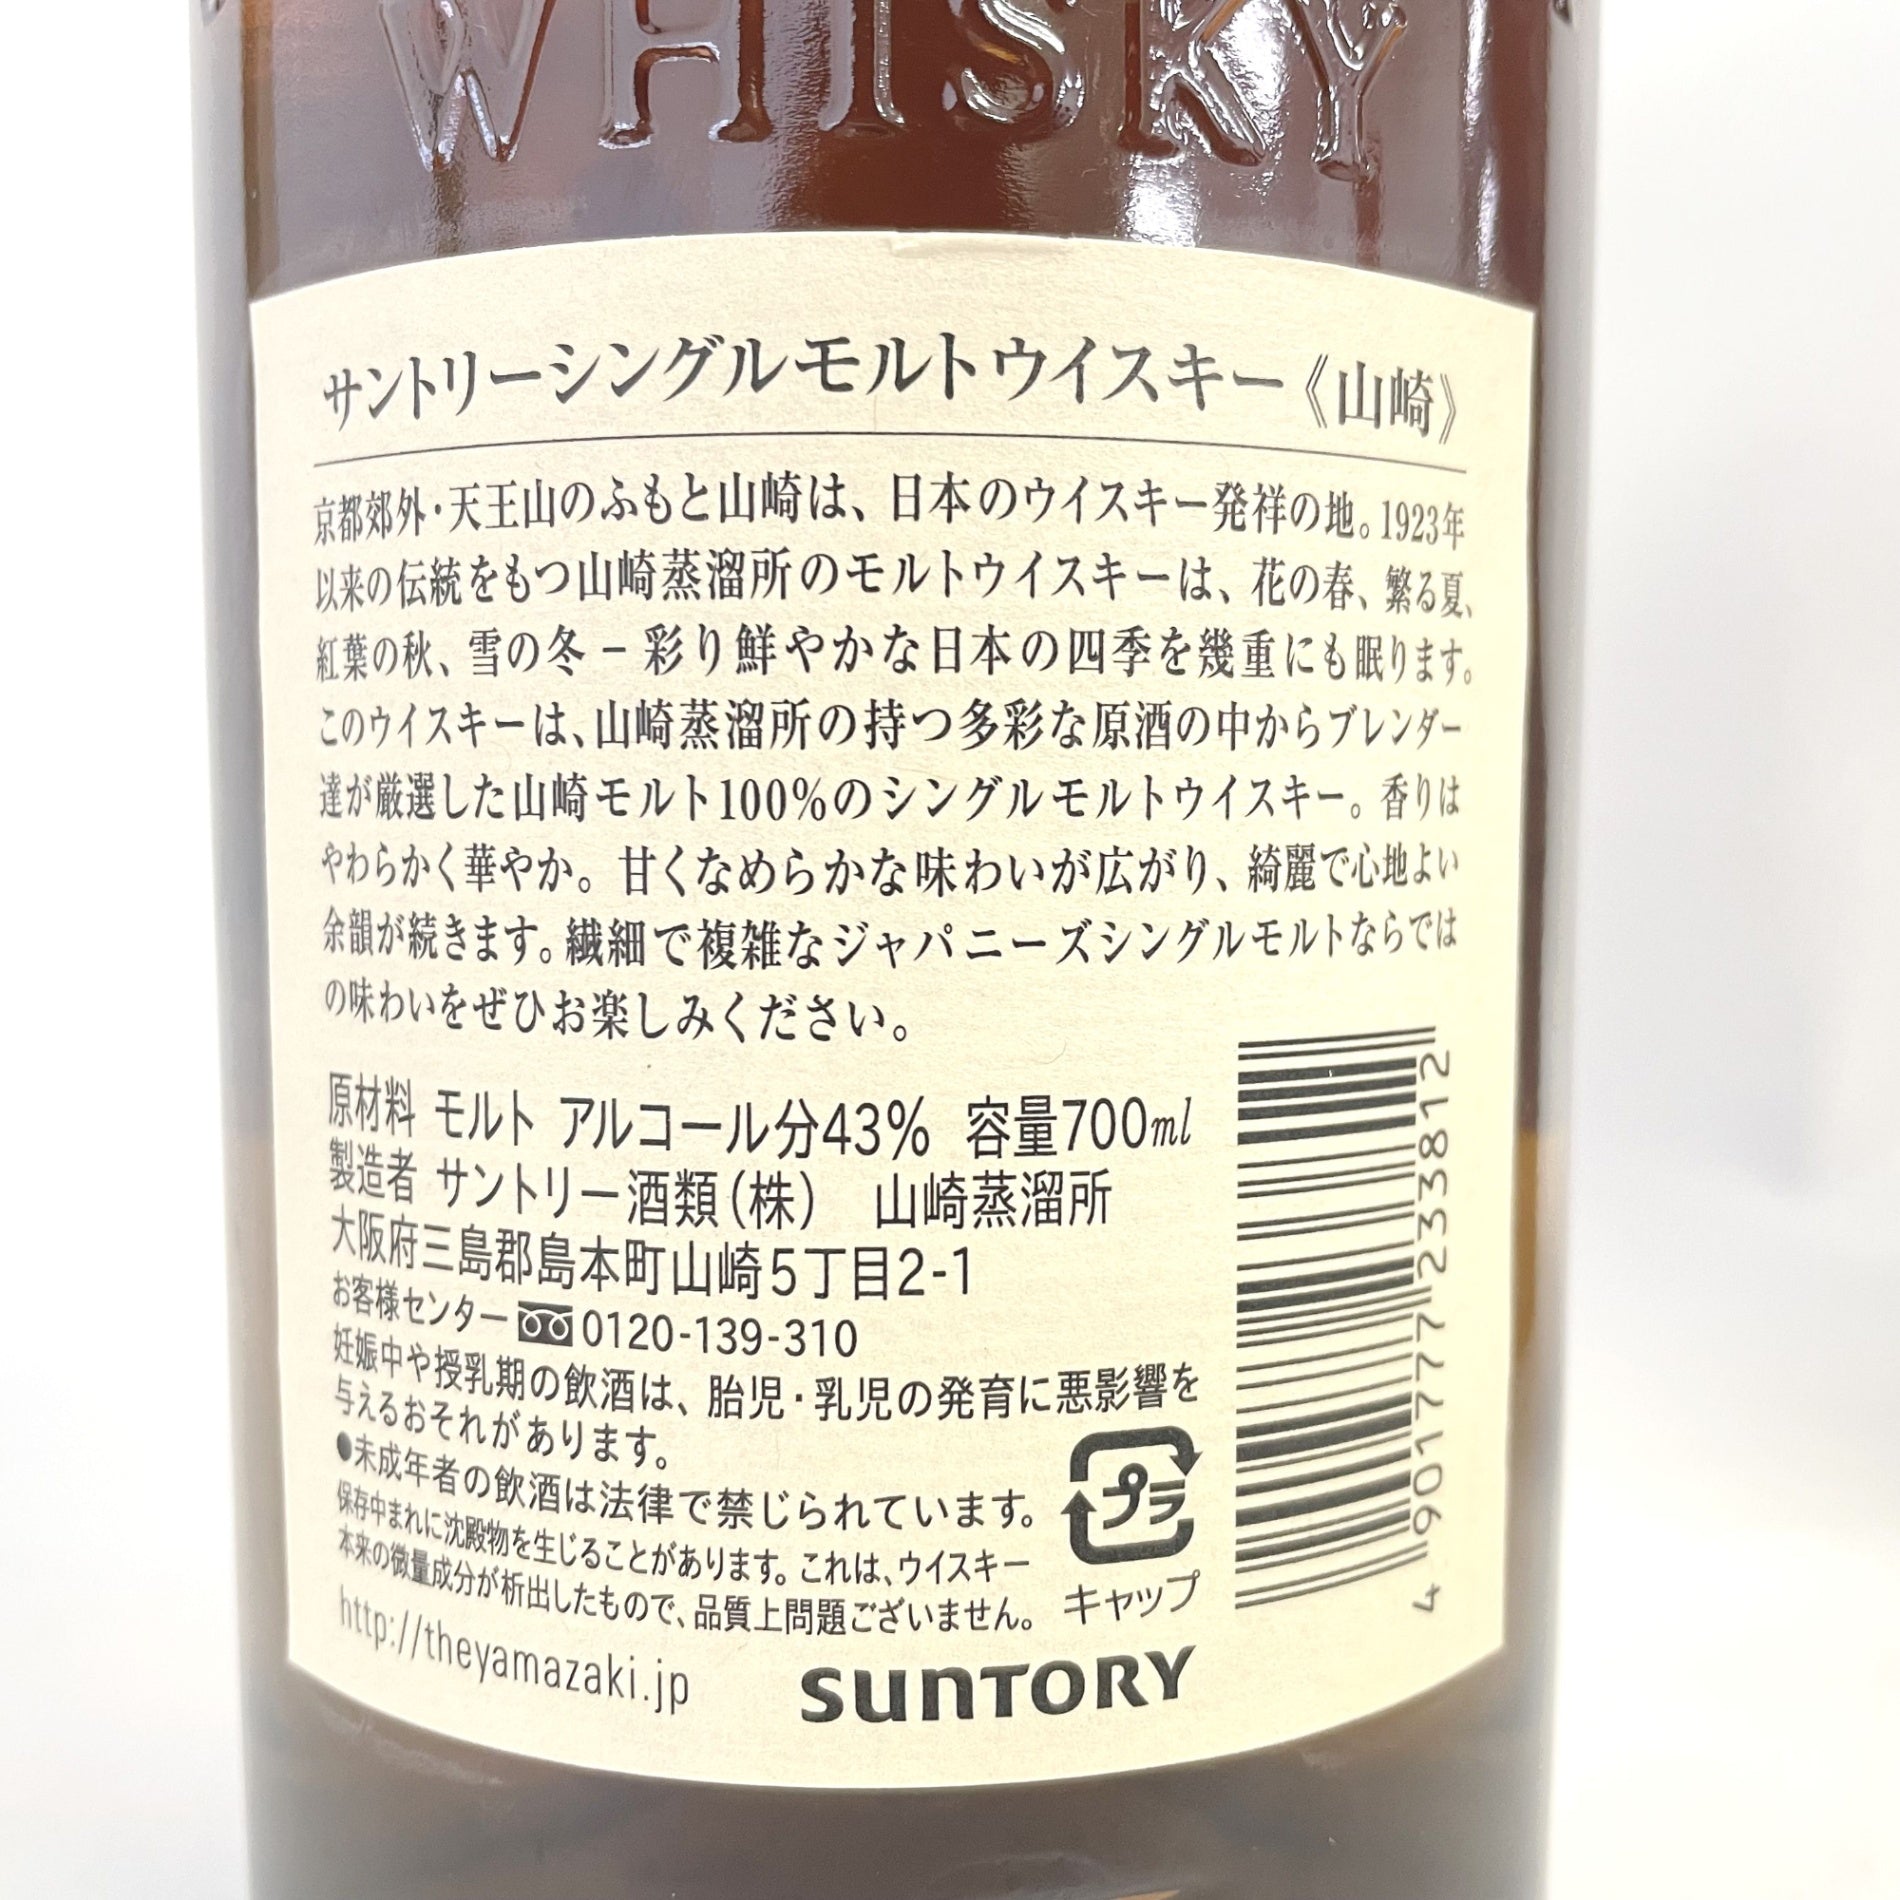 WHISKY
サントリーシングルモルトウイスキー《山崎》
京都郊外・天王山のふもと山崎は、日本のウイスキー発祥の地。1923年
以来の伝統をもつ山崎蒸溜所のモルトウイスキーは、花の春、繁る夏、
紅葉の秋、雪の冬－彩り鮮やかな日本の四季を幾重にも眠ります。
このウイスキーは、山崎蒸溜所の持つ多彩な原酒の中からブレンダー
達が厳選した山崎モルト100%のシングルモルトウイスキー。香りは
やわらかく華やか。甘くなめらかな味わいが広がり、綺麗で心地よい
余韻が続きます。繊細で複雑なジャパニーズシングルモルトならでは
の味わいをぜひお楽しみください。
原材料 モルト アルコール分43% 容量700ml
製造者 サントリー酒類(株) 山崎蒸溜所
大阪府三島郡島本町山崎5丁目2-1
お客様センター 0120-139-310
妊娠中や授乳期の飲酒は、胎児・乳児の発育に悪影響を
与えるおそれがあります。
●未成年者の飲酒は法律で禁じられています。
保存中まれに沈殿物を生じることがあります。これは、ウイスキー
本来の微量成分が析出したもので、品質上問題ございません。
プラ
キャップ
http://theyamazaki.jp
SUNTORY
4 901777 233812